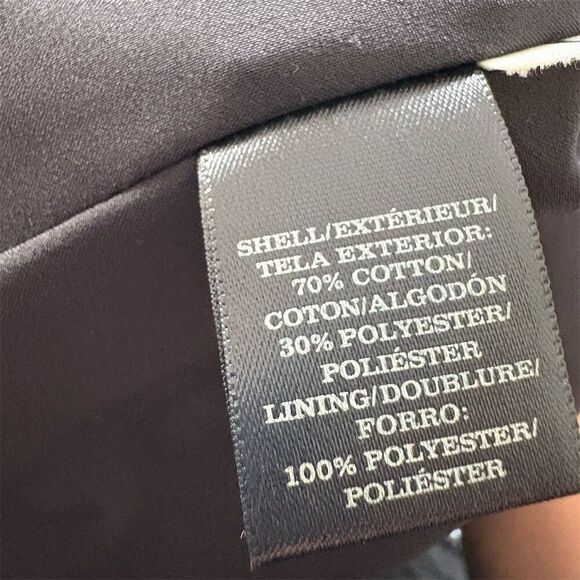 SHELL/EXTÉRIEUR/
TELA EXTERIOR:
70% COTTON/
COTON/ALGODÓN
30% POLYESTER/
POLIÉSTER
LINING/DOUBLURE/
FORRO:
100% POLYESTER/
POLIÉSTER